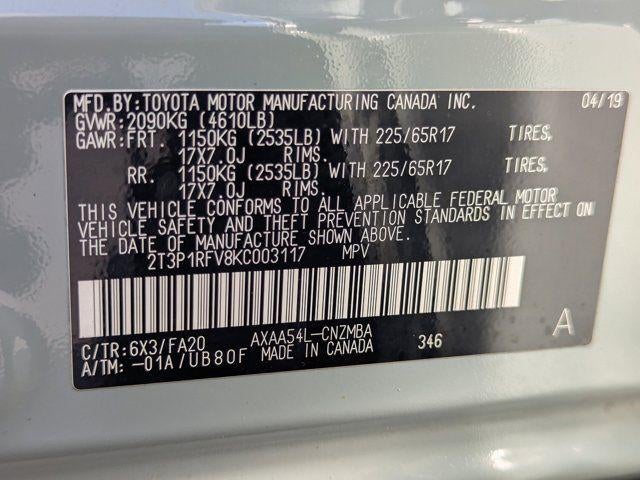 MFD.BY:TOYOTA MOTOR MANUFACTURING CANADA INC. 04/19
GVWR:2090KG (4610LB)
GAWR:FRT. 1150KG (2535LB) WITH 225/65R17 TIRES,
17X7.0J RIMS.
RR. 1150KG (2535LB) WITH 225/65R17 TIRES,
17X7.0J RIMS.
THIS VEHICLE CONFORMS TO ALL APPLICABLE FEDERAL MOTOR
VEHICLE SAFETY AND THEFT PREVENTION STANDARDS IN EFFECT ON
THE DATE OF MANUFACTURE SHOWN ABOVE.
2T3P1RFV8KC003117 MPV
A
C/TR:6X3/FA20 AXAA54L-CNZMBA 346
A/TM:-01A/UB80F MADE IN CANADA